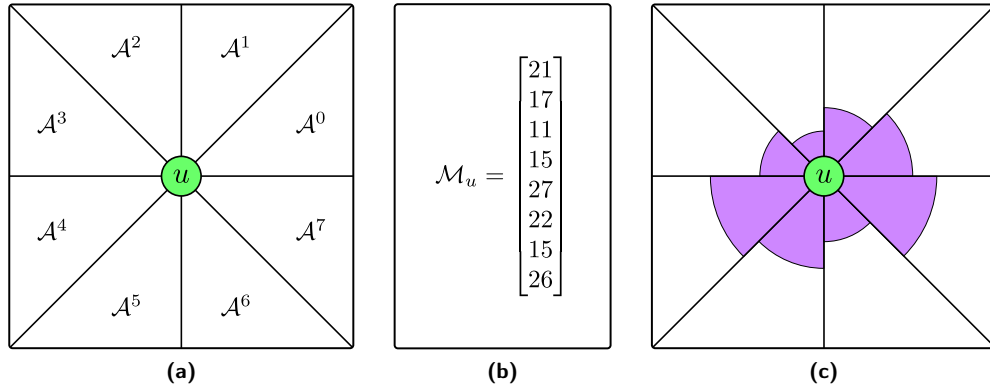 𝒜² 𝒜¹
𝒜³ 𝒜⁰
u
𝒜⁴ 𝒜⁷
𝒜⁵ 𝒜⁶
(a)
21
17
11
15
ℳᵤ =
27
22
15
26
(b)
u
(c)